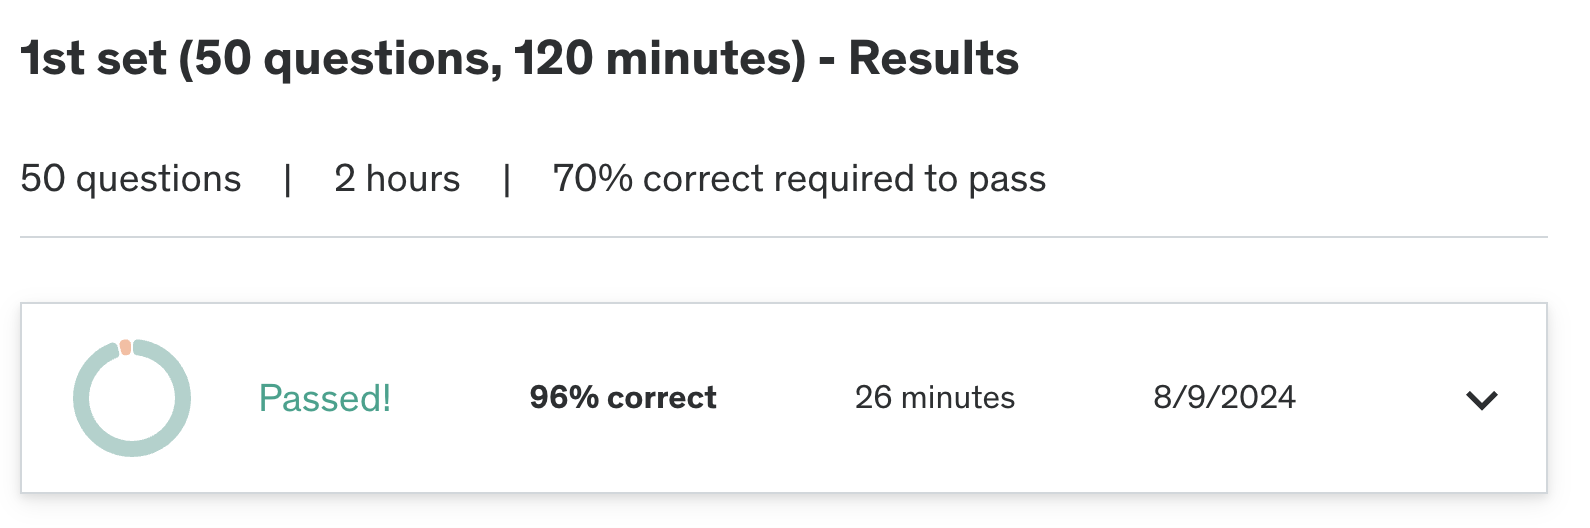 1st set (50 questions, 120 minutes) - Results
50 questions | 2 hours | 70% correct required to pass
Passed! 96% correct 26 minutes 8/9/2024